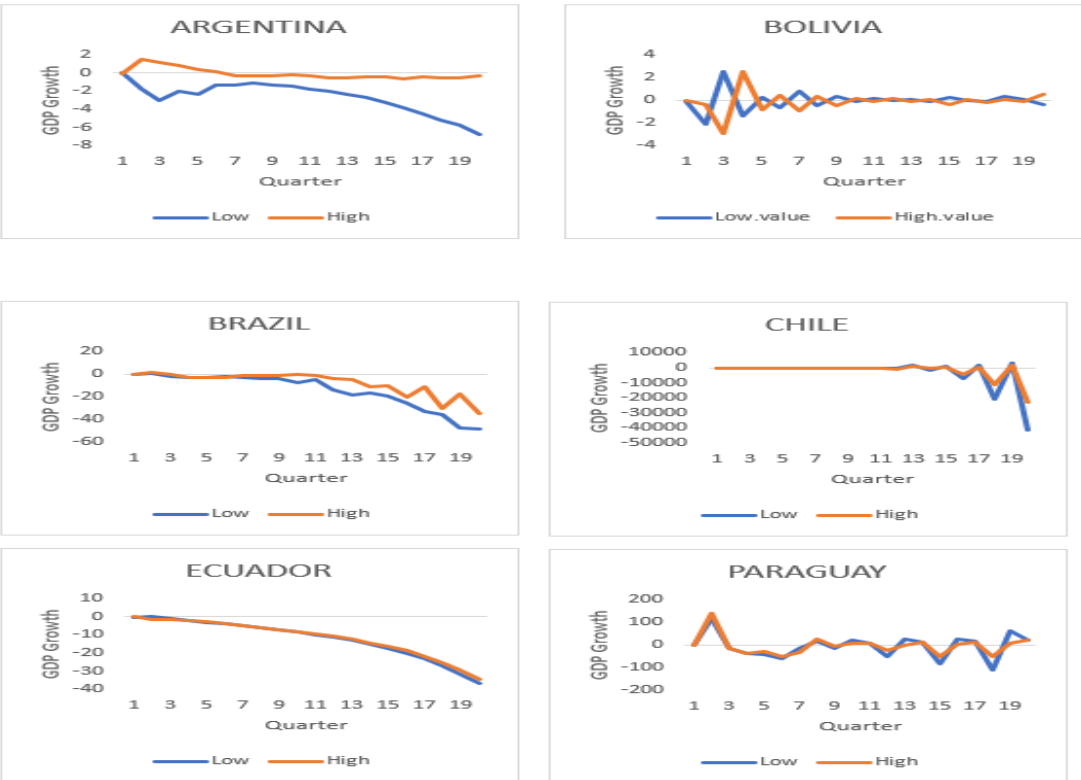 ARGENTINA
GDP Growth
2
0
-2
-4
-6
-8
1 3 5 7 9 11 13 15 17 19
Quarter
Low High
BOLIVIA
GDP Growth
4
2
0
-2
-4
1 3 5 7 9 11 13 15 17 19
Quarter
Low.value High.value
BRAZIL
GDP Growth
20
0
-20
-40
-60
1 3 5 7 9 11 13 15 17 19
Quarter
Low High
CHILE
GDP Growth
10000
0
-10000
-20000
-30000
-40000
-50000
1 3 5 7 9 11 13 15 17 19
Quarter
Low High
ECUADOR
GDP Growth
10
0
-10
-20
-30
-40
1 3 5 7 9 11 13 15 17 19
Quarter
Low High
PARAGUAY
GDP Growth
200
100
0
-100
-200
1 3 5 7 9 11 13 15 17 19
Quarter
Low High